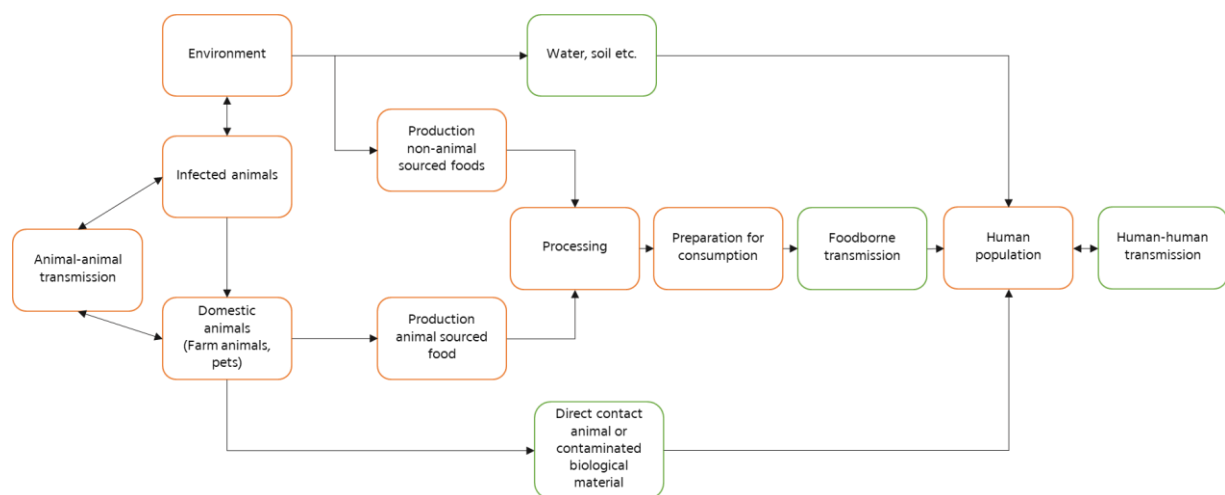 Environment
Water, soil etc.
Production
non-animal
sourced foods
Infected animals
Animal-animal
transmission
Processing
Preparation for
consumption
Foodborne
transmission
Human
population
Human-human
transmission
Domestic
animals
(Farm animals,
pets)
Production
animal sourced
food
Direct contact
animal or
contaminated
biological
material